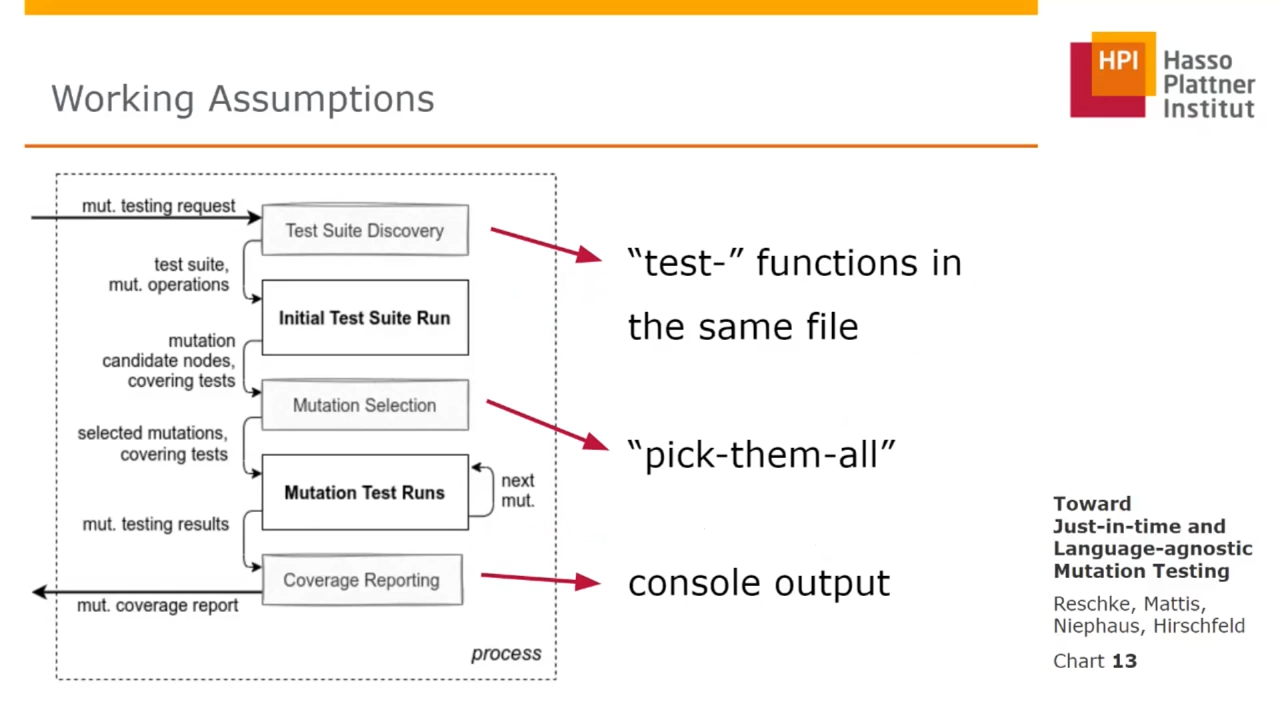 Working Assumptions
HPI
Hasso
Plattner
Institut
mut. testing request
Test Suite Discovery
test suite,
mut. operations
Initial Test Suite Run
mutation
candidate nodes,
covering tests
Mutation Selection
selected mutations,
covering tests
Mutation Test Runs
next
mut.
mut. testing results
Coverage Reporting
mut. coverage report
process
“test-” functions in
the same file
“pick-them-all”
console output
Toward
Just-in-time and
Language-agnostic
Mutation Testing
Reschke, Mattis,
Niephaus, Hirschfeld
Chart 13